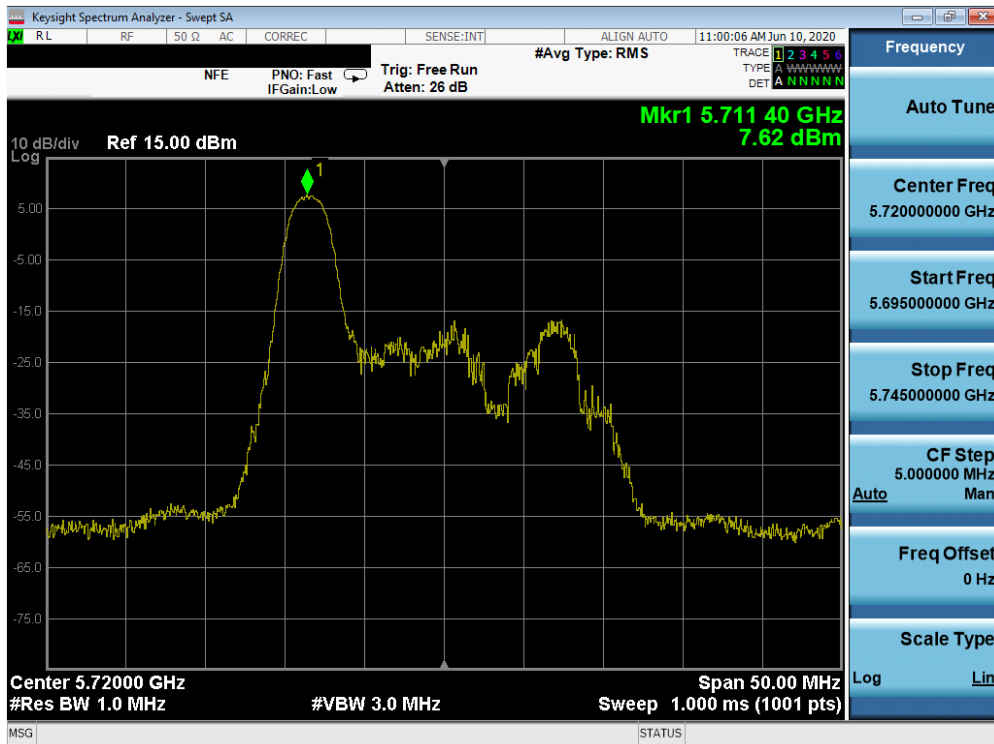 Keysight Spectrum Analyzer - Swept SA
LXI RL RF 50 Ω AC CORREC SENSE:INT ALIGN AUTO 11:00:06 AM Jun 10, 2020
NFE PNO: Fast Trig: Free Run #Avg Type: RMS TRACE 1 2 3 4 5 6
IFGain:Low Atten: 26 dB TYPE A WWWWW
DET A N N N N N
Mkr1 5.711 40 GHz
7.62 dBm
10 dB/div Ref 15.00 dBm
Log
1
5.00
-5.00
-15.0
-25.0
-35.0
-45.0
-55.0
-65.0
-75.0
Center 5.72000 GHz Span 50.00 MHz
#Res BW 1.0 MHz #VBW 3.0 MHz Sweep 1.000 ms (1001 pts)
MSG STATUS
Frequency
Auto Tune
Center Freq
5.720000000 GHz
Start Freq
5.695000000 GHz
Stop Freq
5.745000000 GHz
CF Step
5.000000 MHz
Auto Man
Freq Offset
0 Hz
Scale Type
Log Lin